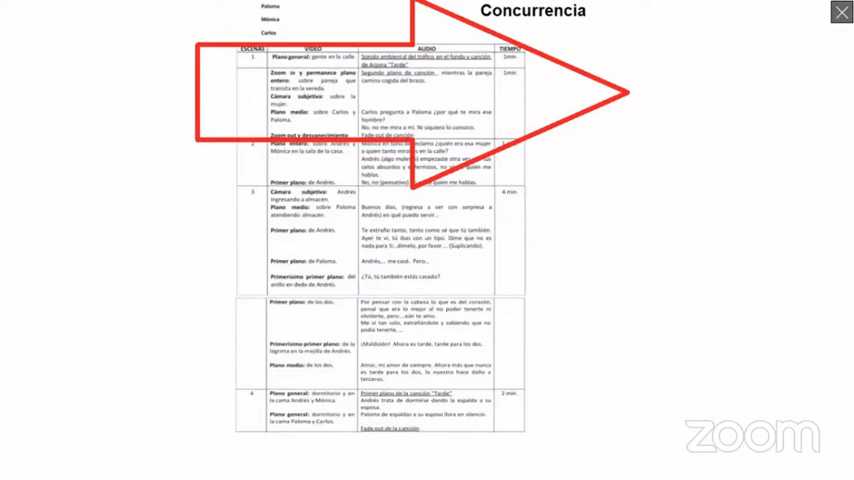 Paloma
Mónica
Carlos
Concurrencia
ESCENAS VIDEO AUDIO TIEMPO
1 Plano general: gente en la calle
Sonido ambiental del tráfico en el fondo y canción
de Arjona "Tarde"
1min.
Zoom in y permanece plano
entero: sobre pareja que
transita en la vereda.
Cámara subjetiva: sobre la
mujer.
Plano medio: sobre Carlos y
Paloma.
Zoom out y desvanecimiento
Segundo plano de canción mientras la pareja
camina cogida del brazo.
Carlos pregunta a Paloma ¿por qué te mira ese
hombre?
No, no me mira a mí. Ni siquiera lo conozco.
Fade out de canción
1min.
2 Plano entero: sobre Andrés y
Mónica en la sala de la casa.
Primer plano: de Andrés.
Mónica en tono de reclamo ¿quién era esa mujer
a quien tanto en la calle?
Andrés (algo empezaste otra vez
celos absurdos y
hablas.
No, no (pensativo) quién me hablas.
3 Cámara subjetiva: Andrés
ingresando a almacén.
Plano medio: sobre Paloma
atendiendo almacén.
Buenos días, (regresa a ver con sorpresa a
Andrés) en qué puedo servir...
4 min.
Primer plano: de Andrés.
Te extraño tanto, tanto como sé que tú también.
Ayer te vi, tú ibas con un tipo. Dime que no es
nada para ti...dímelo, por favor.... (Suplicando).
Primer plano: de Paloma.
Andrés,... me casé. Pero...
Primerísimo primer plano: del
anillo en dedo de Andrés.
¿Tú, tú también estás casado?
Primer plano: de los dos.
Por pensar con la cabeza lo que es del corazón,
pensé que era lo mejor al no poder tenerte ni
olvidarte, pero....aún te amo.
Me vi tan solo, extrañándote y sabiendo que no
podía tenerte, ...
Primerísimo primer plano: de la
lágrima en la mejilla de Andrés.
¡Maldición! Ahora es tarde, tarde para los dos.
Plano medio: de los dos.
Amor, mi amor de siempre. Ahora más que nunca
es tarde para los dos, lo nuestro hace daño a
terceros.
4 Plano general: dormitorio y en
la cama Andrés y Mónica.
Plano general: dormitorio y en
la cama Paloma y Carlos.
Primer plano de la canción "Tarde"
Andrés trata de dormirse dando la espalda a su
esposa.
Paloma de espaldas a su esposo llora en silencio.
Fade out de la canción
2 min.
zoom